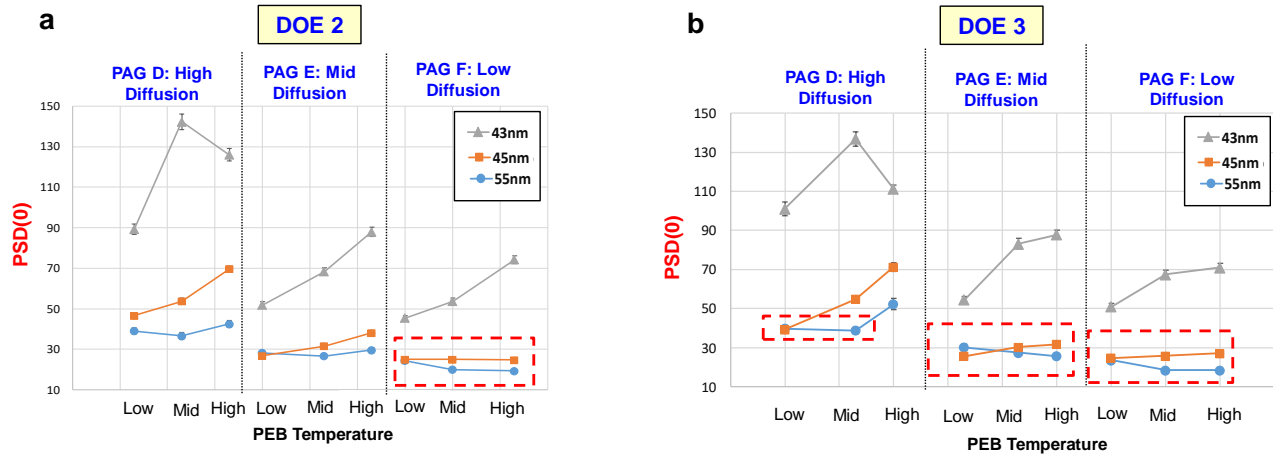 a
DOE 2
PAG D: High
Diffusion
PAG E: Mid
Diffusion
PAG F: Low
Diffusion
PSD(0)
150
130
110
90
70
50
30
10
43nm
45nm
55nm
Low Mid High Low Mid High Low Mid High
PEB Temperature
b
DOE 3
PAG D: High
Diffusion
PAG E: Mid
Diffusion
PAG F: Low
Diffusion
PSD(0)
150
130
110
90
70
50
30
10
43nm
45nm
55nm
Low Mid High Low Mid High Low Mid High
PEB Temperature